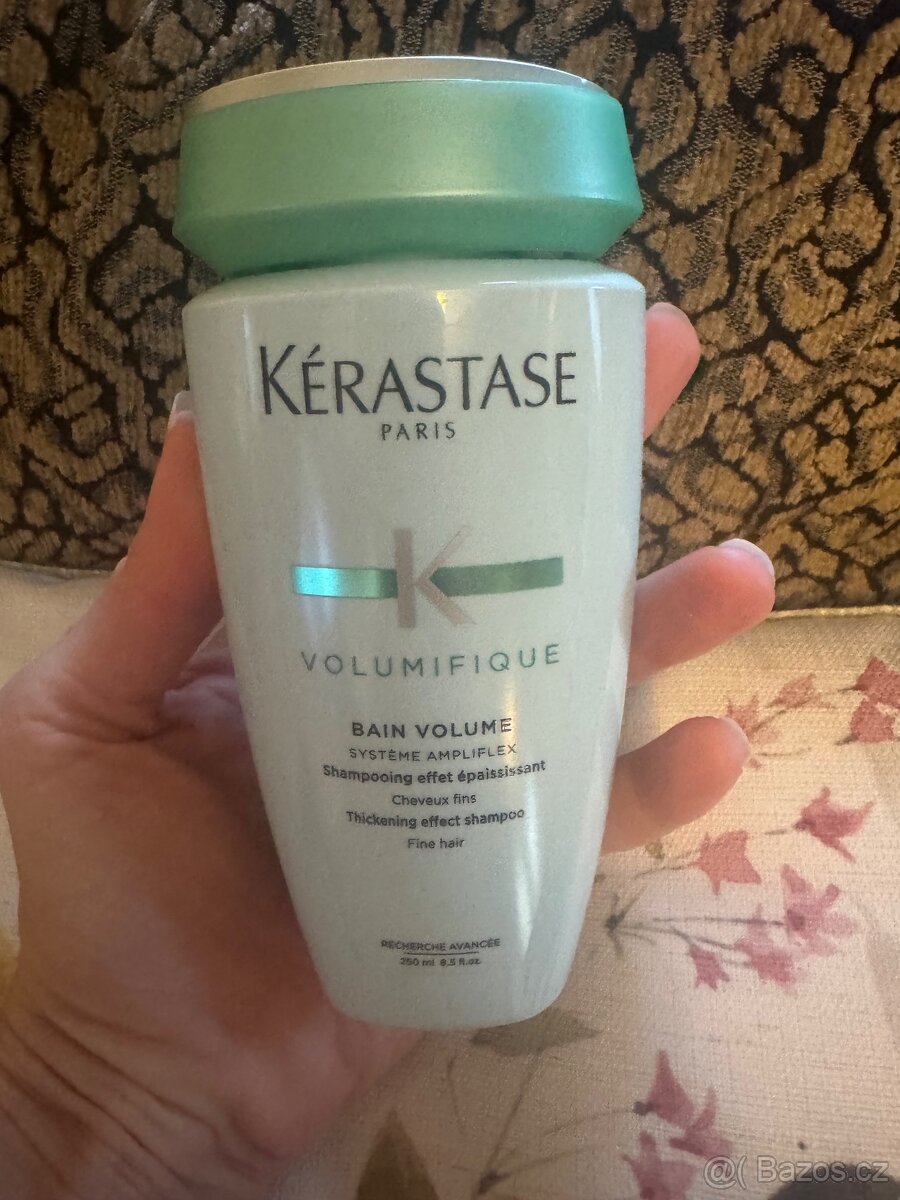 KÉRASTASE
PARIS
K
VOLUMIFIQUE
BAIN VOLUME
SYSTÈME AMPLIFLEX
Shampooing effet épaississant
Cheveux fins
Thickening effect shampoo
Fine hair
RECHERCHE AVANCÉE
250 ml 8.5 fl.oz
@( Bazos.cz